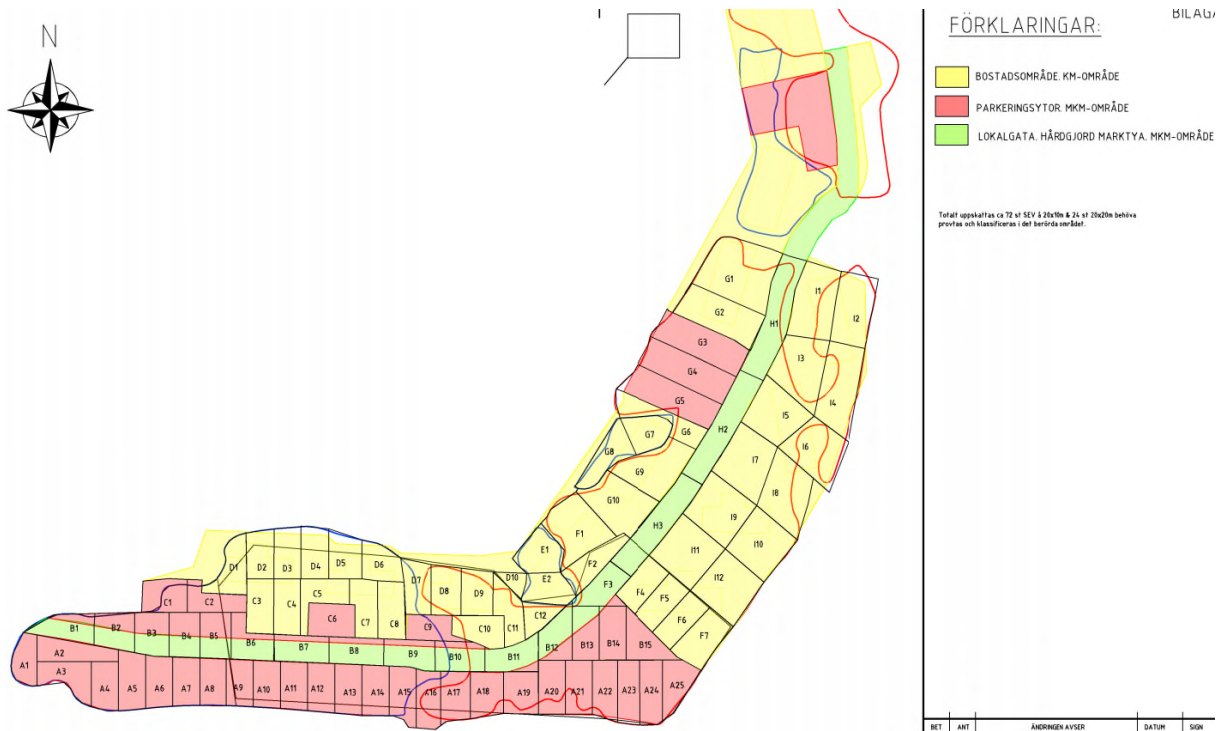 N
FÖRKLARINGAR:
BOSTADSOMRÅDE. KM-OMRÅDE
PARKERINGSYTOR. MKM-OMRÅDE
LOKALGATA. HÅRDGJORD MARKTYA. MKM-OMRÅDE
Totalt uppskattas ca 72 st SEV á 20x10m & 24 st 20x20m behöva
provtas och klassificeras i det berörda området.
G1
I1
I2
G2
H1
G3
I3
G4
G5
I4
I5
H2
G6
G7
I6
G8
I7
G9
I8
G10
I9
H3
F1
I10
I11
E1
F2
I12
D1
D2
D3
D4
D5
D6
D7
D8
D9
D10
E2
F3
F4
F5
F6
F7
C1
C2
C3
C4
C5
C6
C7
C8
C9
C10
C11
C12
B1
B2
B3
B4
B5
B6
B7
B8
B9
B10
B11
B12
B13
B14
B15
A1
A2
A3
A4
A5
A6
A7
A8
A9
A10
A11
A12
A13
A14
A15
A16
A17
A18
A19
A20
A21
A22
A23
A24
A25
BET
ANT
ÄNDRINGEN AVSER
DATUM
SIGN